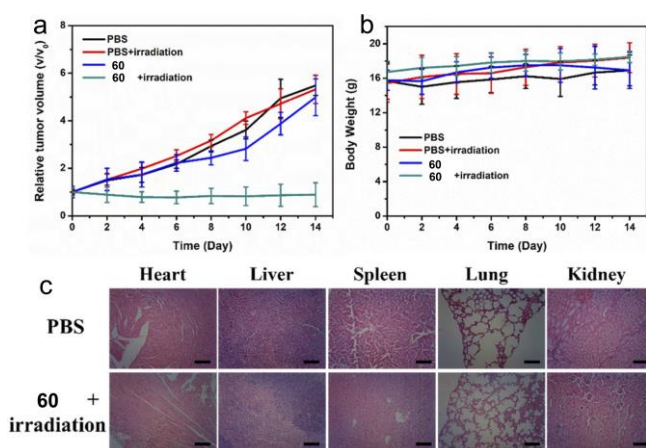 a
Relative tumor volume (v/v₀)
8
6
4
2
0
PBS
PBS+irradiation
60
60 +irradiation
0 2 4 6 8 10 12 14
Time (Day)
b
Body Weight (g)
20
16
12
8
4
0
PBS
PBS+irradiation
60
60 +irradiation
0 2 4 6 8 10 12 14
Time (Day)
c
Heart Liver Spleen Lung Kidney
PBS
60 +
irradiation